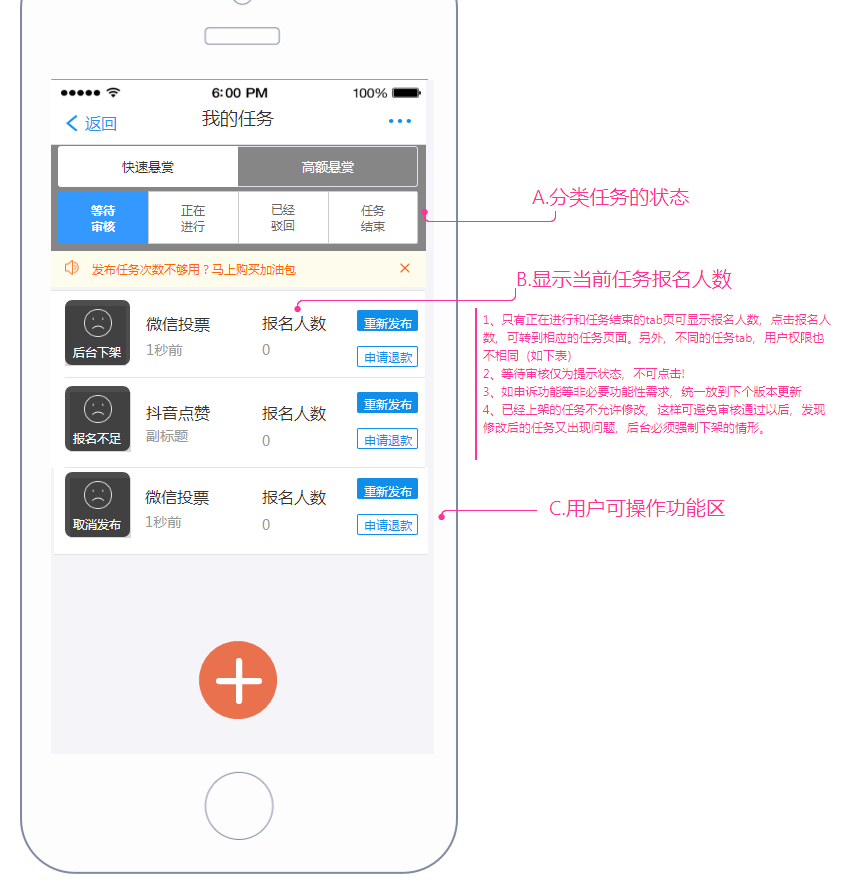 6:00 PM
100%
返回
我的任务
快速悬赏
高额悬赏
等待
审核
正在
进行
已经
驳回
任务
结束
发布任务次数不够用？马上购买加油包
后台下架
微信投票
1秒前
报名人数
0
重新发布
申请退款
报名不足
抖音点赞
副标题
报名人数
0
重新发布
申请退款
取消发布
微信投票
1秒前
报名人数
0
重新发布
申请退款
A.分类任务的状态
B.显示当前任务报名人数
1、只有正在进行和任务结束的tab页可显示报名人数，点击报名人
数，可转到相应的任务页面。另外，不同的任务tab，用户权限也
不相同（如下表）
2、等待审核仅为提示状态，不可点击!
3、如申诉功能等非必要功能性需求，统一放到下个版本更新
4、已经上架的任务不允许修改，这样可避免审核通过以后，发现
修改后的任务又出现问题，后台必须强制下架的情形。
C.用户可操作功能区